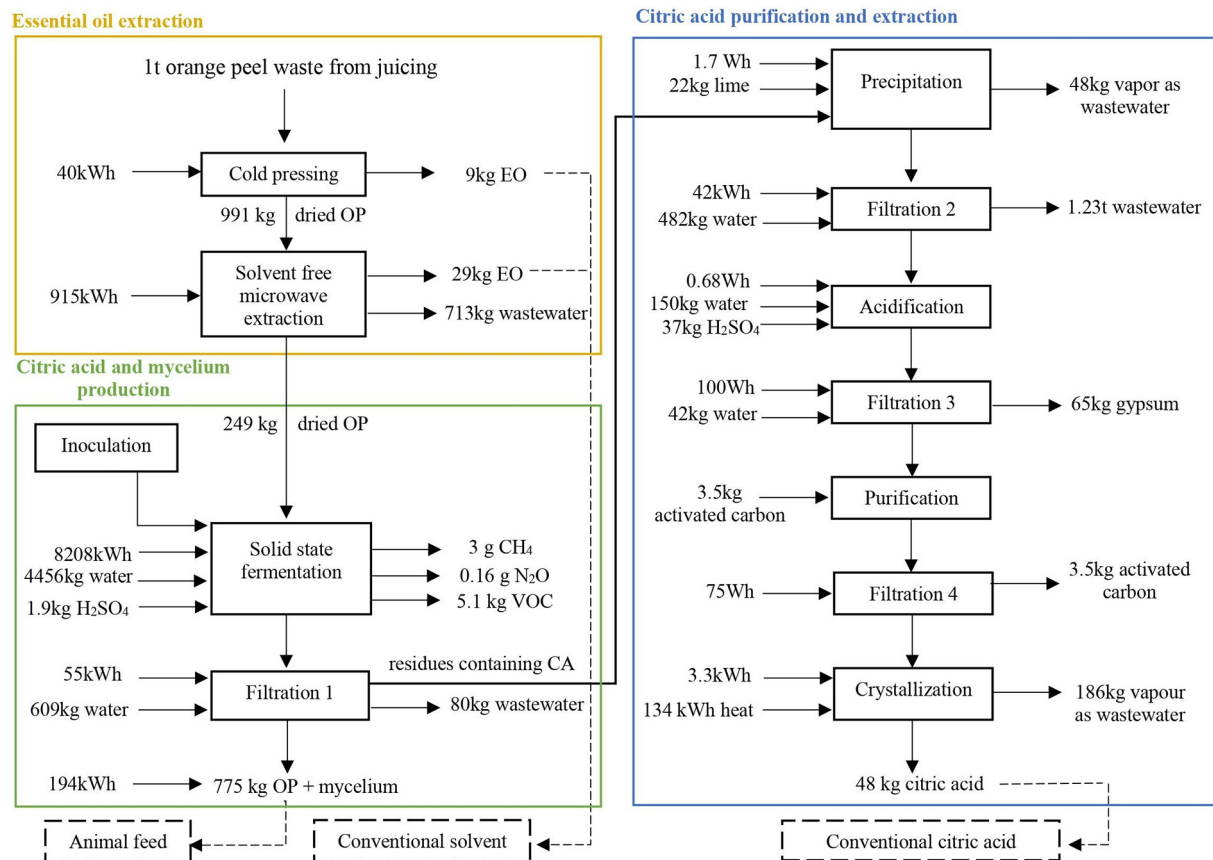 Essential oil extraction
1t orange peel waste from juicing
40kWh
Cold pressing
9kg EO
991 kg dried OP
915kWh
Solvent free
microwave
extraction
29kg EO
713kg wastewater
Citric acid and mycelium
production
249 kg dried OP
Inoculation
8208kWh
4456kg water
1.9kg H₂SO₄
Solid state
fermentation
3 g CH₄
0.16 g N₂O
5.1 kg VOC
55kWh
609kg water
Filtration 1
residues containing CA
80kg wastewater
194kWh
775 kg OP + mycelium
Animal feed
Conventional solvent
Citric acid purification and extraction
1.7 Wh
22kg lime
Precipitation
48kg vapor as
wastewater
42kWh
482kg water
Filtration 2
1.23t wastewater
0.68Wh
150kg water
37kg H₂SO₄
Acidification
100Wh
42kg water
Filtration 3
65kg gypsum
3.5kg
activated carbon
Purification
75Wh
Filtration 4
3.5kg activated
carbon
3.3kWh
134 kWh heat
Crystallization
186kg vapour
as wastewater
48 kg citric acid
Conventional citric acid